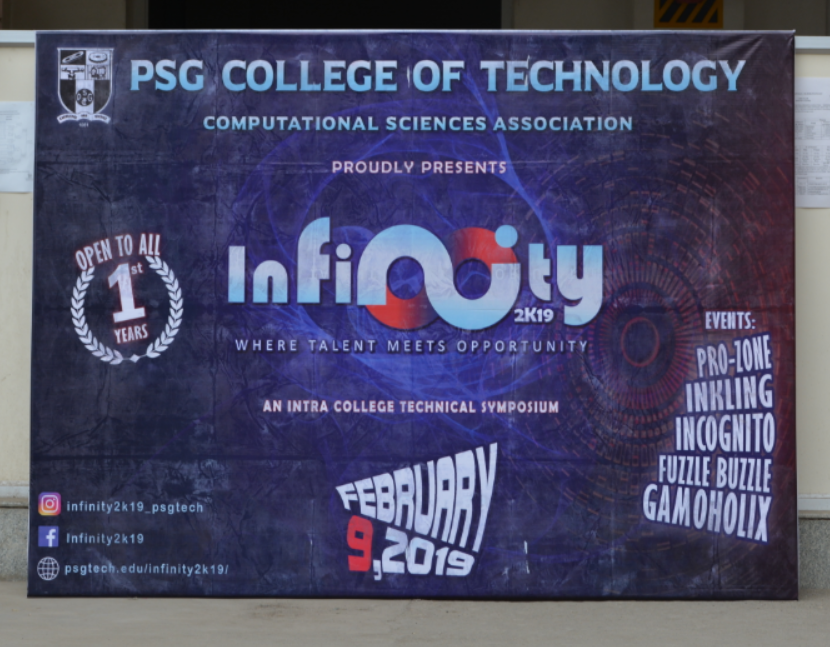 PSG COLLEGE OF TECHNOLOGY
COMPUTATIONAL SCIENCES ASSOCIATION
PROUDLY PRESENTS
Infinity
2K19
WHERE TALENT MEETS OPPORTUNITY
OPEN TO ALL
1st
YEARS
AN INTRA COLLEGE TECHNICAL SYMPOSIUM
EVENTS:
PRO-ZONE
INKLING
INCOGNITO
FUZZLE BUZZLE
GAMOHOLIX
FEBRUARY
9,2019
infinity2k19_psgtech
Infinity2k19
psgtech.edu/infinity2k19/